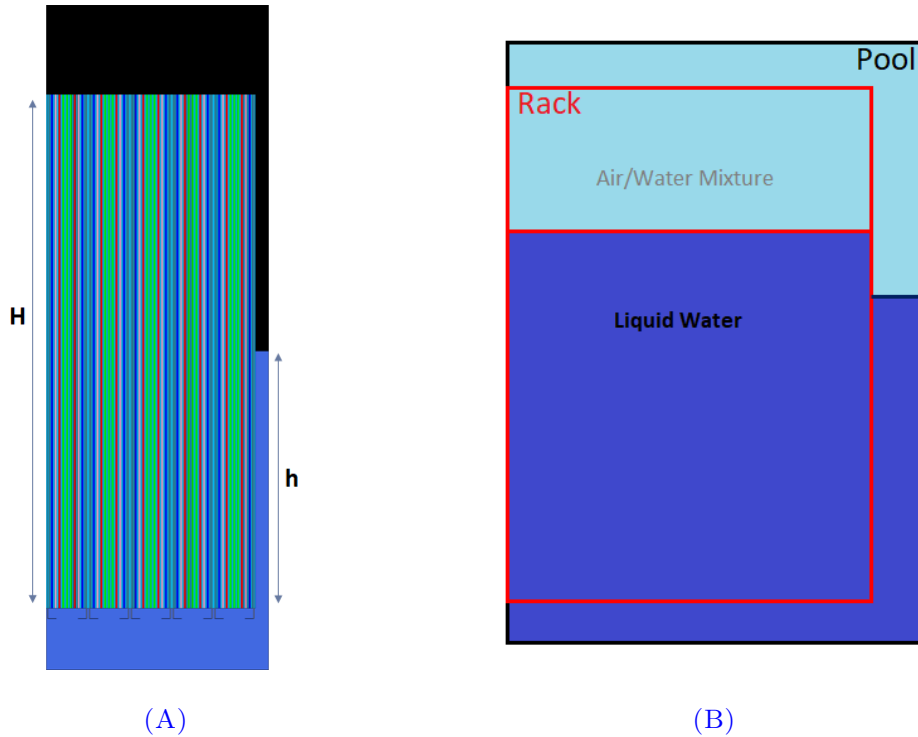 H
h
(A)
Pool
Rack
Air/Water Mixture
Liquid Water
(B)